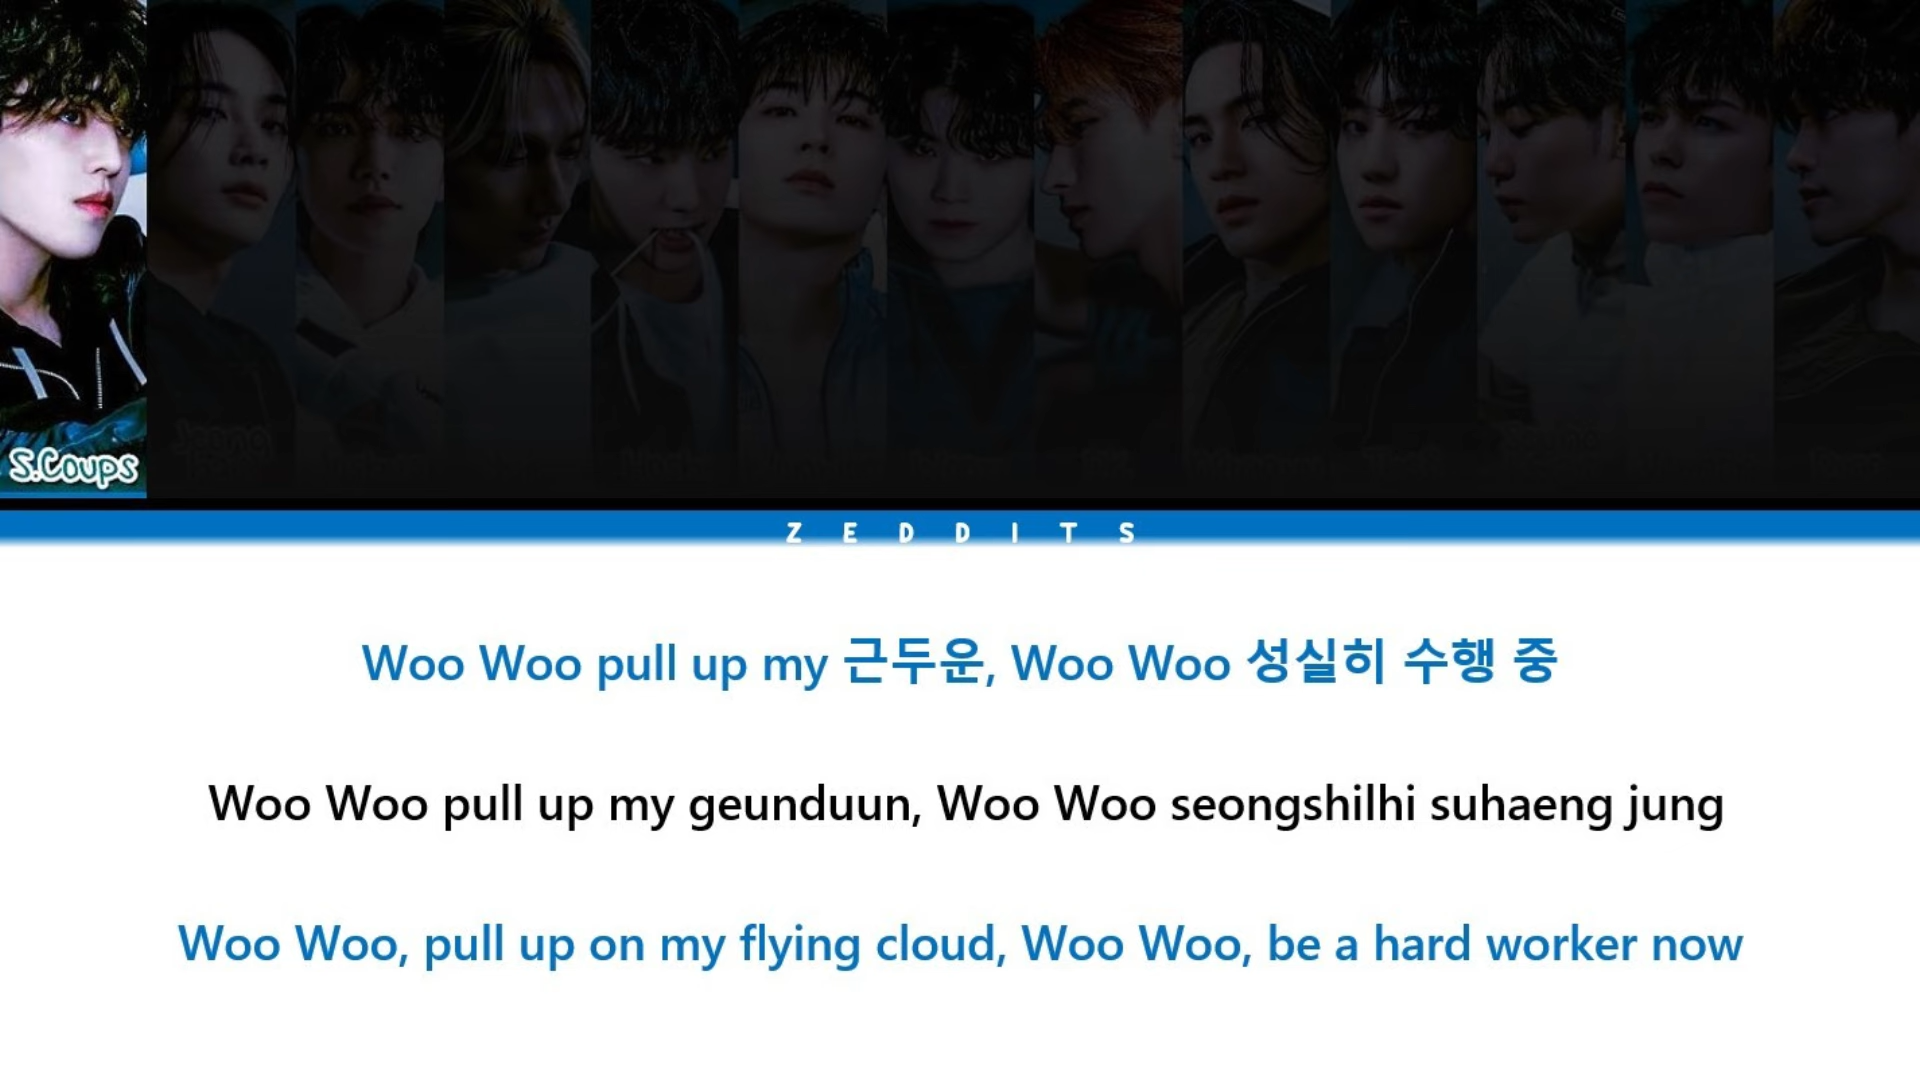 S.Coups
ZEDDITS
Woo Woo pull up my 근두운, Woo Woo 성실히 수행 중
Woo Woo pull up my geunduun, Woo Woo seongshilhi suhaeng jung
Woo Woo, pull up on my flying cloud, Woo Woo, be a hard worker now